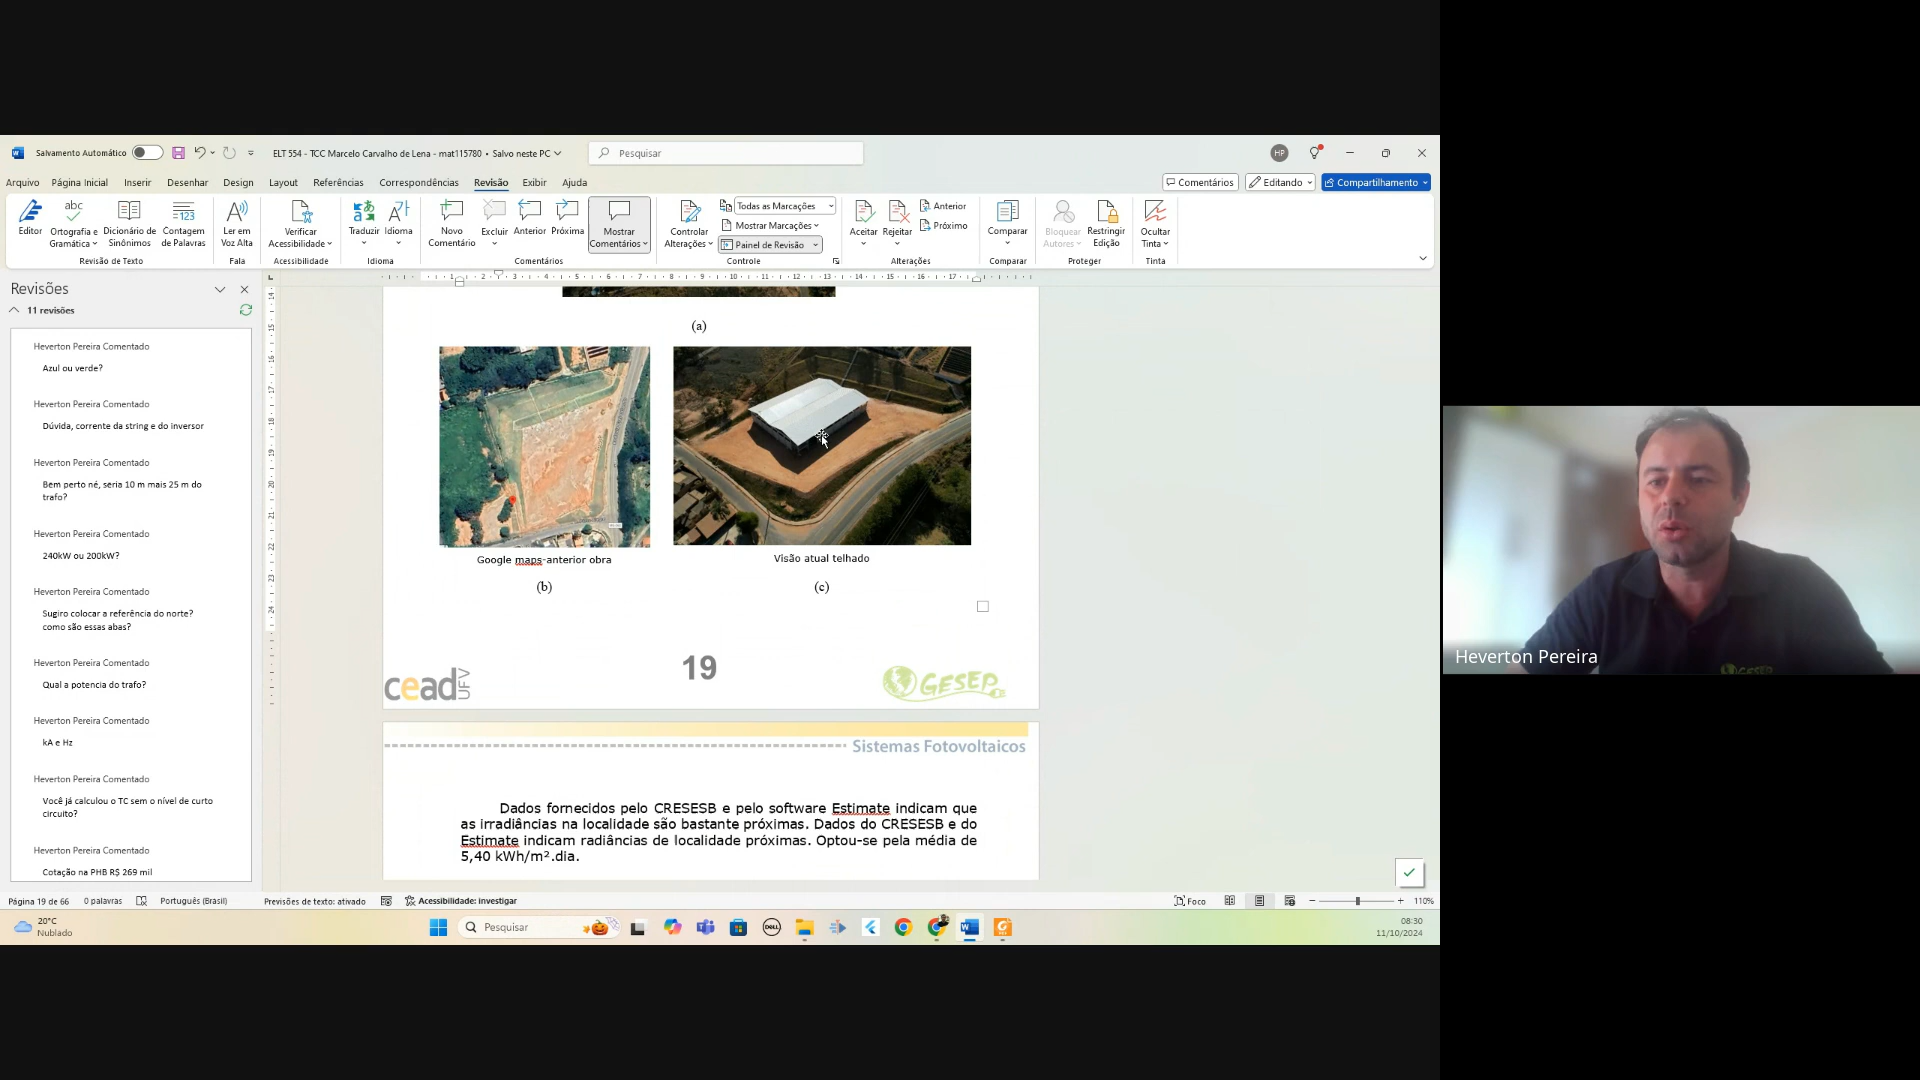 Salvamento Automático
ELT 554 - TCC Marcelo Carvalho de Lena - mat115780 • Salvo neste PC
Pesquisar
HP
Arquivo Página Inicial Inserir Desenhar Design Layout Referências Correspondências Revisão Exibir Ajuda
Comentários
Editando
Compartilhamento
Editor
Ortografia e Gramática
Dicionário de Sinônimos
Contagem de Palavras
Ler em Voz Alta
Verificar Acessibilidade
Traduzir
Idioma
Novo Comentário
Excluir
Anterior
Próxima
Mostrar Comentários
Controlar Alterações
Todas as Marcações
Mostrar Marcações
Painel de Revisão
Aceitar
Rejeitar
Anterior
Próximo
Comparar
Bloquear Autores
Restringir Edição
Ocultar Tinta
Revisão de Texto
Fala
Acessibilidade
Idioma
Comentários
Controle
Alterações
Comparar
Proteger
Tinta
Revisões
11 revisões
Heverton Pereira Comentado
Azul ou verde?
Heverton Pereira Comentado
Dúvida, corrente da string e do inversor
Heverton Pereira Comentado
Bem perto né, seria 10 m mais 25 m do
trafo?
Heverton Pereira Comentado
240kW ou 200kW?
Heverton Pereira Comentado
Sugiro colocar a referência do norte?
como são essas abas?
Heverton Pereira Comentado
Qual a potencia do trafo?
Heverton Pereira Comentado
kA e Hz
Heverton Pereira Comentado
Você já calculou o TC sem o nível de curto
circuito?
Heverton Pereira Comentado
Cotação na PHB R$ 269 mil
(a)
Google maps-anterior obra
Visão atual telhado
(b)
(c)
cead UFV
19
GESEP
Sistemas Fotovoltaicos
Dados fornecidos pelo CRESESB e pelo software Estimate indicam que
as irradiâncias na localidade são bastante próximas. Dados do CRESESB e do
Estimate indicam radiâncias de localidade próximas. Optou-se pela média de
5,40 kWh/m².dia.
Heverton Pereira
Página 19 de 66
0 palavras
Português (Brasil)
Previsões de texto: ativado
Acessibilidade: investigar
Foco
110%
20°C
Nublado
Pesquisar
DELL
08:30
11/10/2024